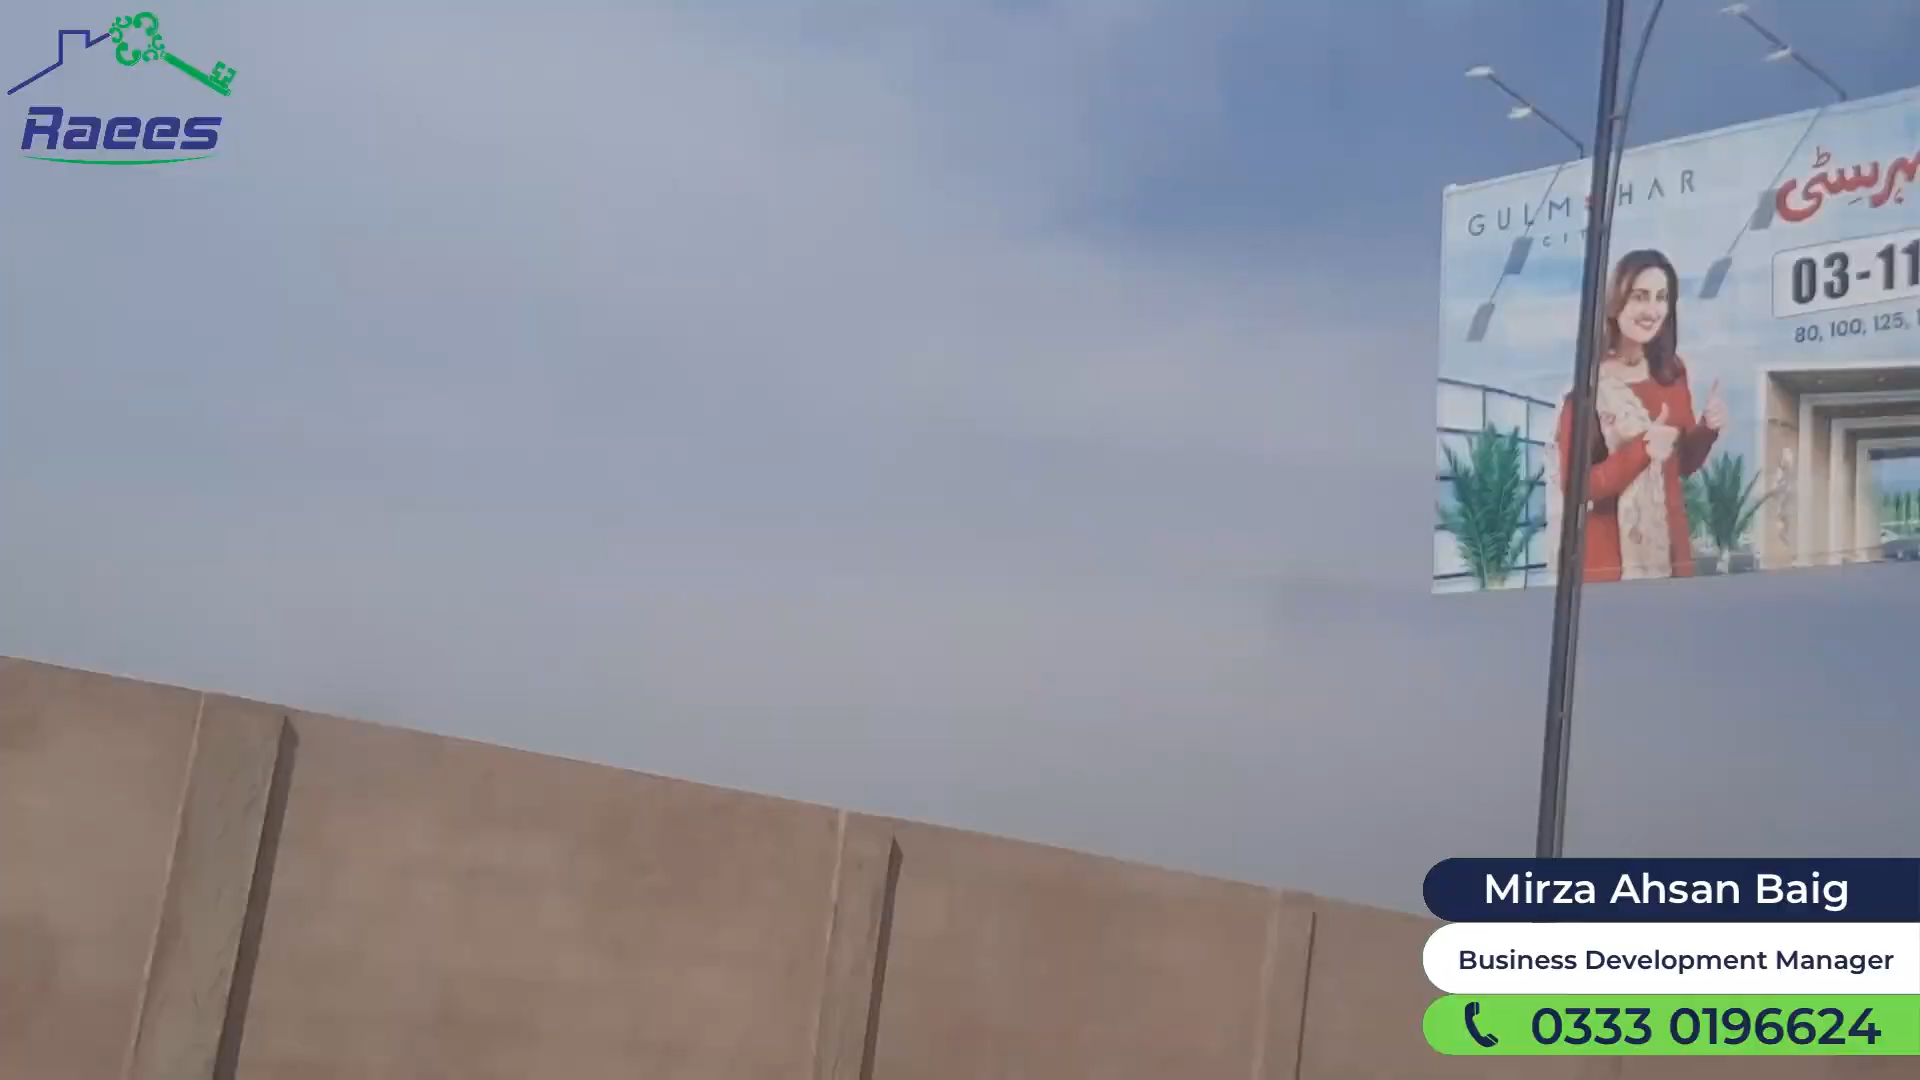 Raees
GULMOHAR
03-11
80, 100, 125,
Mirza Ahsan Baig
Business Development Manager
0333 0196624